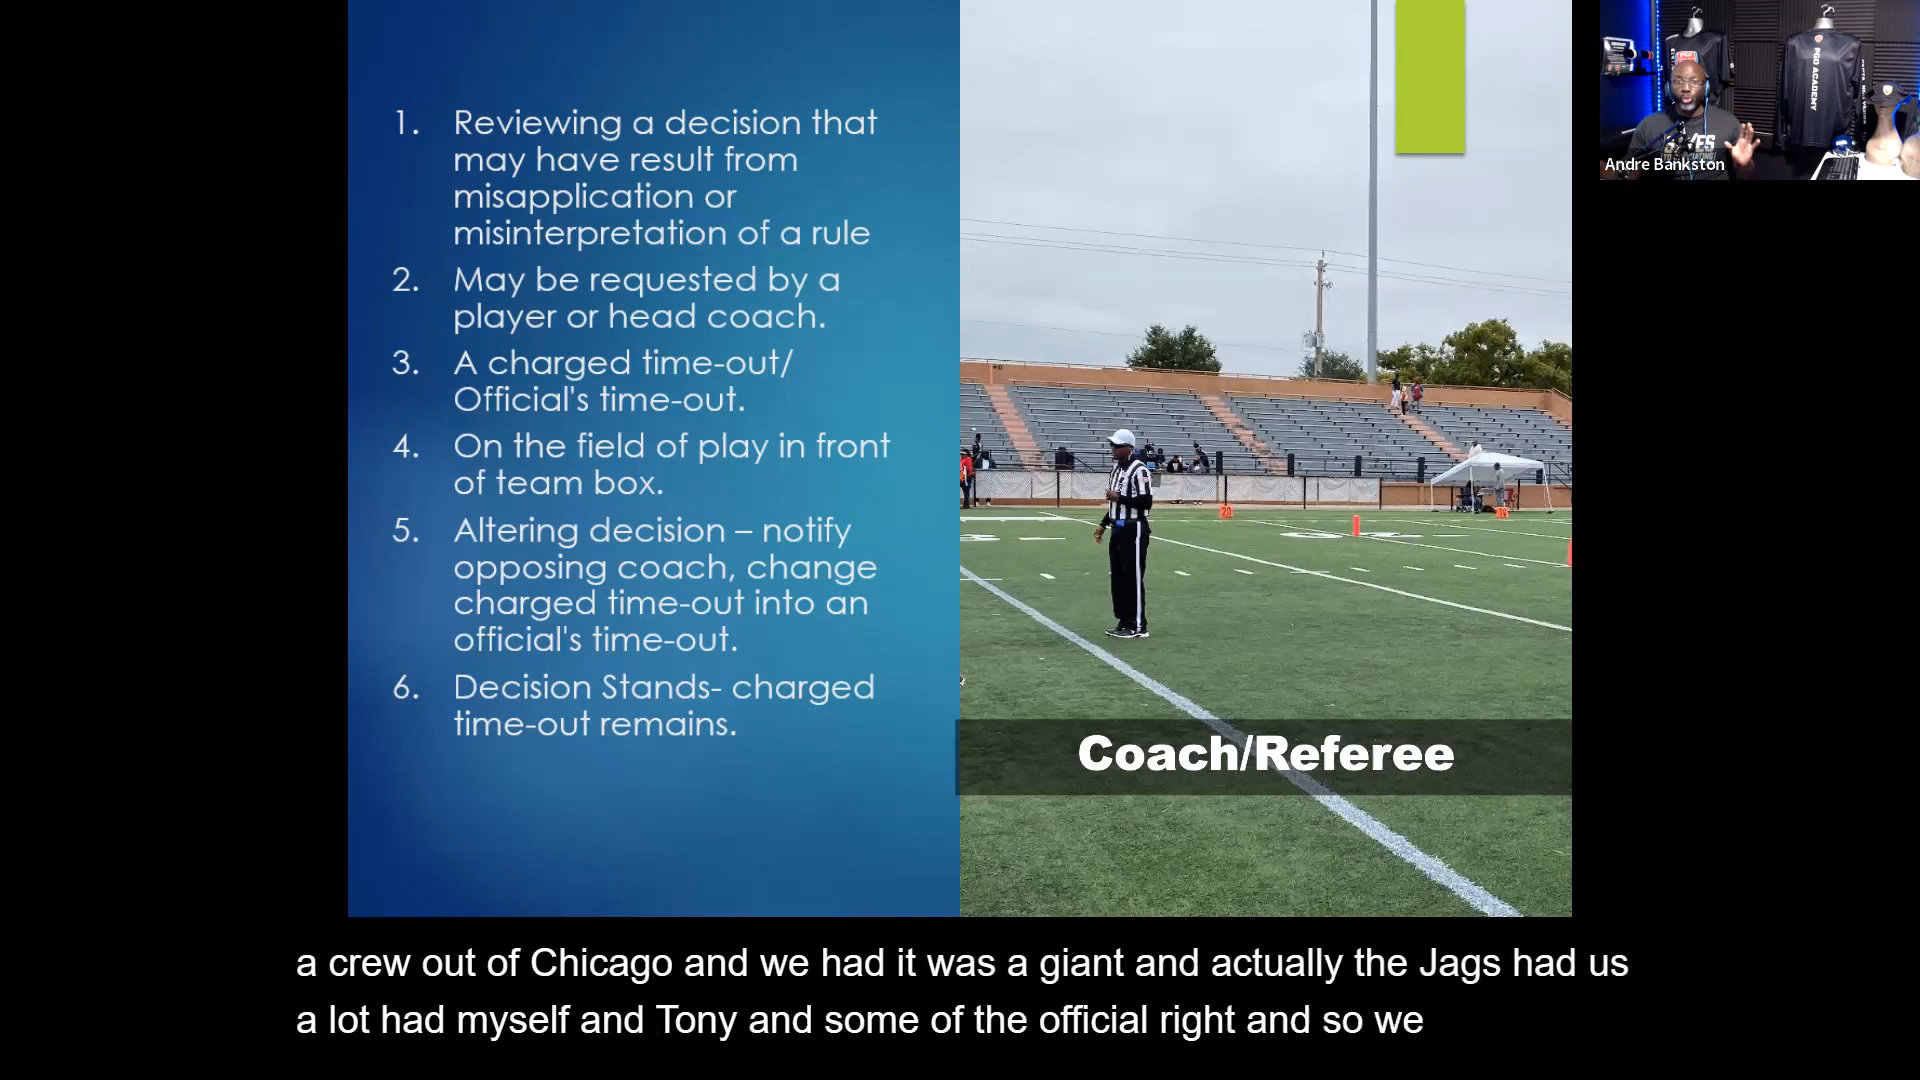 1. Reviewing a decision that
may have result from
misapplication or
misinterpretation of a rule
2. May be requested by a
player or head coach.
3. A charged time-out/
Official's time-out.
4. On the field of play in front
of team box.
5. Altering decision – notify
opposing coach, change
charged time-out into an
official's time-out.
6. Decision Stands- charged
time-out remains.
20
Coach/Referee
PGO ACADEMY
Andre Bankston
a crew out of Chicago and we had it was a giant and actually the Jags had us
a lot had myself and Tony and some of the official right and so we